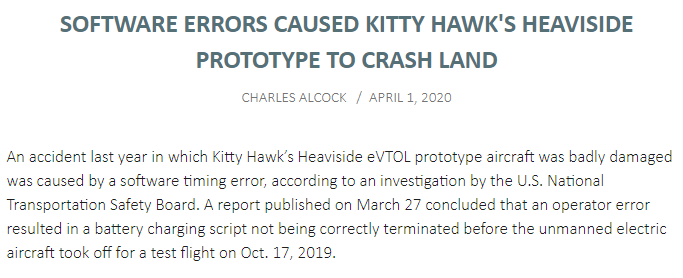 SOFTWARE ERRORS CAUSED KITTY HAWK'S HEAVISIDE
PROTOTYPE TO CRASH LAND
CHARLES ALCOCK / APRIL 1, 2020
An accident last year in which Kitty Hawk’s Heaviside eVTOL prototype aircraft was badly damaged
was caused by a software timing error, according to an investigation by the U.S. National
Transportation Safety Board. A report published on March 27 concluded that an operator error
resulted in a battery charging script not being correctly terminated before the unmanned electric
aircraft took off for a test flight on Oct. 17, 2019.